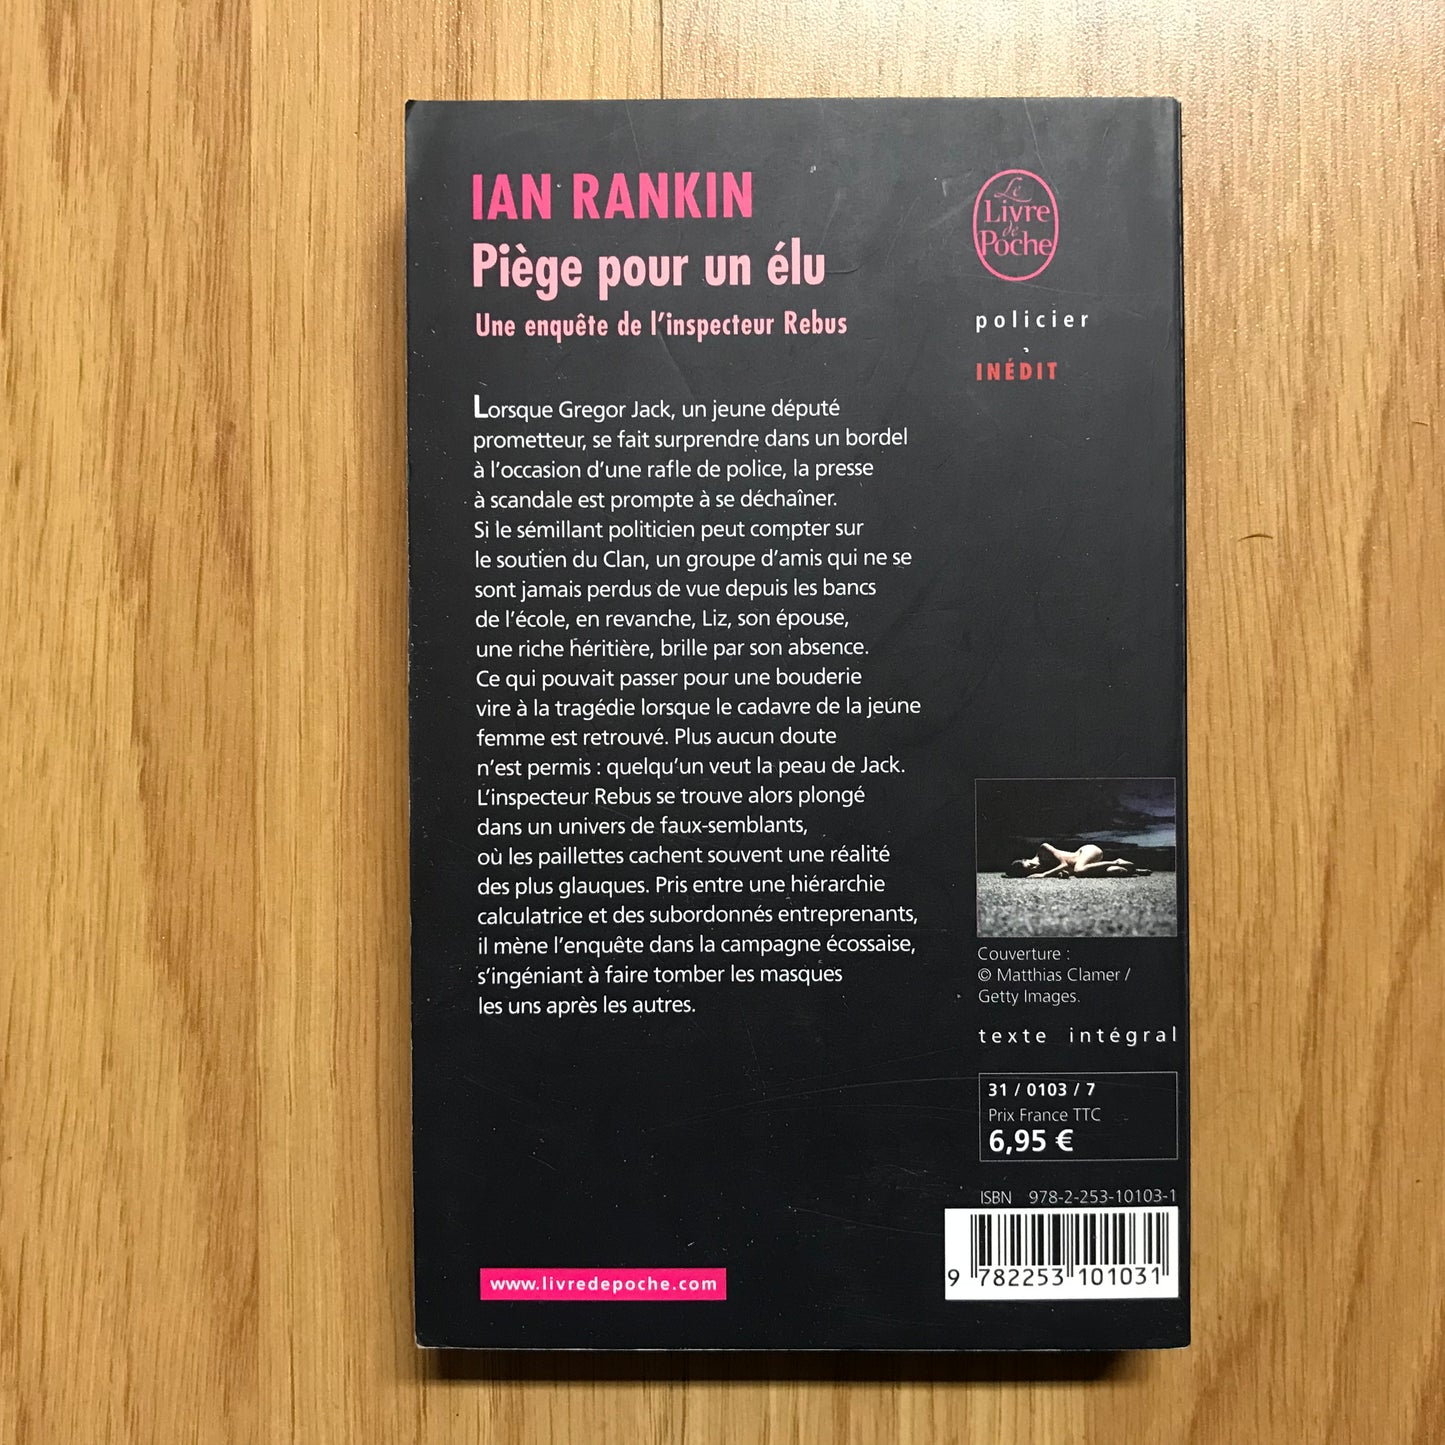 IAN RANKIN
Piège pour un élu
Une enquête de l'inspecteur Rebus
Le
Livre
de
Poche
policier
INÉDIT
Lorsque Gregor Jack, un jeune député
prometteur, se fait surprendre dans un bordel
à l'occasion d'une rafle de police, la presse
à scandale est prompte à se déchaîner.
Si le sémillant politicien peut compter sur
le soutien du Clan, un groupe d'amis qui ne se
sont jamais perdus de vue depuis les bancs
de l'école, en revanche, Liz, son épouse,
une riche héritière, brille par son absence.
Ce qui pouvait passer pour une bouderie
vire à la tragédie lorsque le cadavre de la jeune
femme est retrouvé. Plus aucun doute
n'est permis : quelqu'un veut la peau de Jack.
L'inspecteur Rebus se trouve alors plongé
dans un univers de faux-semblants,
où les paillettes cachent souvent une réalité
des plus glauques. Pris entre une hiérarchie
calculatrice et des subordonnés entreprenants,
il mène l'enquête dans la campagne écossaise,
s'ingéniant à faire tomber les masques
les uns après les autres.
Couverture :
© Matthias Clamer /
Getty Images.
texte intégral
31 / 0103 / 7
Prix France TTC
6,95 €
ISBN 978-2-253-10103-1
9 782253 101031
www.livredepoche.com